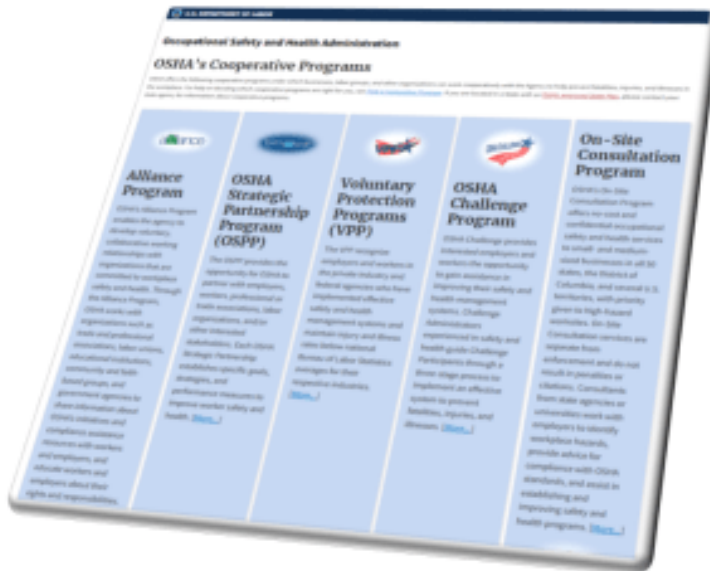 U.S. DEPARTMENT OF LABOR
Occupational Safety and Health Administration
OSHA's Cooperative Programs
Alliance
Program
OSHA's Alliance Program
enables the agency to
develop voluntary,
collaborative working
relationships with
organizations that are
committed to workplace
safety and health. Through
the Alliance Program,
OSHA works with
organizations such as
trade and professional
associations, labor unions,
educational institutions,
community and faith-
based groups, and
government agencies to
share information about
OSHA's initiatives and
compliance assistance
resources with workers
and employers, and
educate workers and
employers about their
rights and responsibilities.
OSHA
Strategic
Partnership
Program
(OSPP)
The OSPP provides the
opportunity for OSHA to
partner with employers,
workers, professional or
trade associations, labor
organizations, and/or
other interested
stakeholders. Each OSHA
Strategic Partnership
establishes specific goals,
strategies, and
performance measures to
improve worker safety and
health. [More...]
Voluntary
Protection
Programs
(VPP)
The VPP recognize
employers and workers in
the private industry and
federal agencies who have
implemented effective
safety and health
management systems and
maintain injury and illness
rates below national
Bureau of Labor Statistics
averages for their
respective industries.
[More...]
OSHA
Challenge
Program
OSHA Challenge provides
interested employers and
workers the opportunity
to gain assistance in
improving their safety and
health management
systems. Challenge
Administrators
experienced in safety and
health guide Challenge
Participants through a
three stage process to
implement an effective
system to prevent
fatalities, injuries, and
illnesses. [More...]
On-Site
Consultation
Program
OSHA's On-Site
Consultation Program
offers no-cost and
confidential occupational
safety and health services
to small- and medium-
sized businesses in all 50
states, the District of
Columbia, and several U.S.
territories, with priority
given to high-hazard
worksites. On-Site
Consultation services are
separate from
enforcement and do not
result in penalties or
citations. Consultants
from state agencies or
universities work with
employers to identify
workplace hazards,
provide advice for
compliance with OSHA
standards, and assist in
establishing and
improving safety and
health programs. [More...]